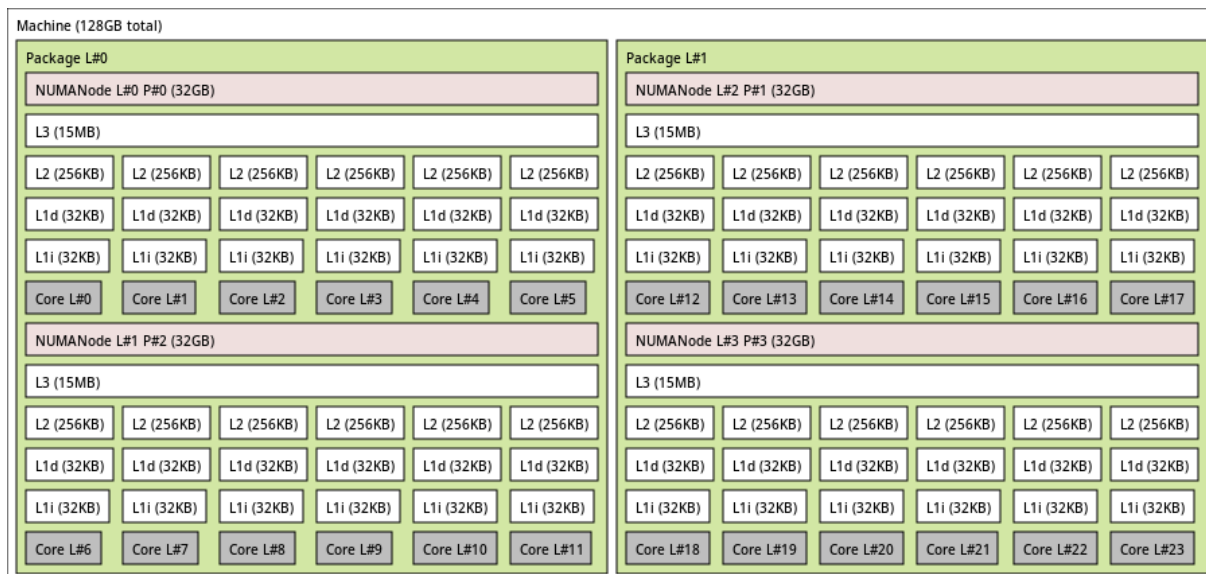 Machine (128GB total)
Package L#0
NUMANode L#0 P#0 (32GB)
L3 (15MB)
L2 (256KB) L2 (256KB) L2 (256KB) L2 (256KB) L2 (256KB) L2 (256KB)
L1d (32KB) L1d (32KB) L1d (32KB) L1d (32KB) L1d (32KB) L1d (32KB)
L1i (32KB) L1i (32KB) L1i (32KB) L1i (32KB) L1i (32KB) L1i (32KB)
Core L#0 Core L#1 Core L#2 Core L#3 Core L#4 Core L#5
NUMANode L#1 P#2 (32GB)
L3 (15MB)
L2 (256KB) L2 (256KB) L2 (256KB) L2 (256KB) L2 (256KB) L2 (256KB)
L1d (32KB) L1d (32KB) L1d (32KB) L1d (32KB) L1d (32KB) L1d (32KB)
L1i (32KB) L1i (32KB) L1i (32KB) L1i (32KB) L1i (32KB) L1i (32KB)
Core L#6 Core L#7 Core L#8 Core L#9 Core L#10 Core L#11
Package L#1
NUMANode L#2 P#1 (32GB)
L3 (15MB)
L2 (256KB) L2 (256KB) L2 (256KB) L2 (256KB) L2 (256KB) L2 (256KB)
L1d (32KB) L1d (32KB) L1d (32KB) L1d (32KB) L1d (32KB) L1d (32KB)
L1i (32KB) L1i (32KB) L1i (32KB) L1i (32KB) L1i (32KB) L1i (32KB)
Core L#12 Core L#13 Core L#14 Core L#15 Core L#16 Core L#17
NUMANode L#3 P#3 (32GB)
L3 (15MB)
L2 (256KB) L2 (256KB) L2 (256KB) L2 (256KB) L2 (256KB) L2 (256KB)
L1d (32KB) L1d (32KB) L1d (32KB) L1d (32KB) L1d (32KB) L1d (32KB)
L1i (32KB) L1i (32KB) L1i (32KB) L1i (32KB) L1i (32KB) L1i (32KB)
Core L#18 Core L#19 Core L#20 Core L#21 Core L#22 Core L#23